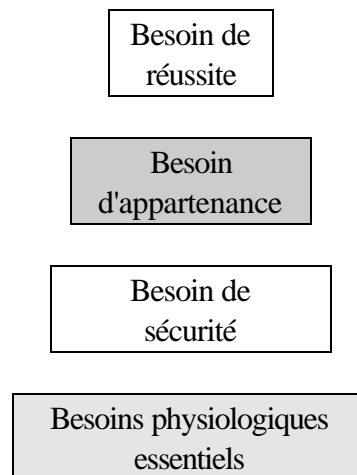 Besoin de
réussite
Besoin
d'appartenance
Besoin de
sécurité
Besoins physiologiques
essentiels